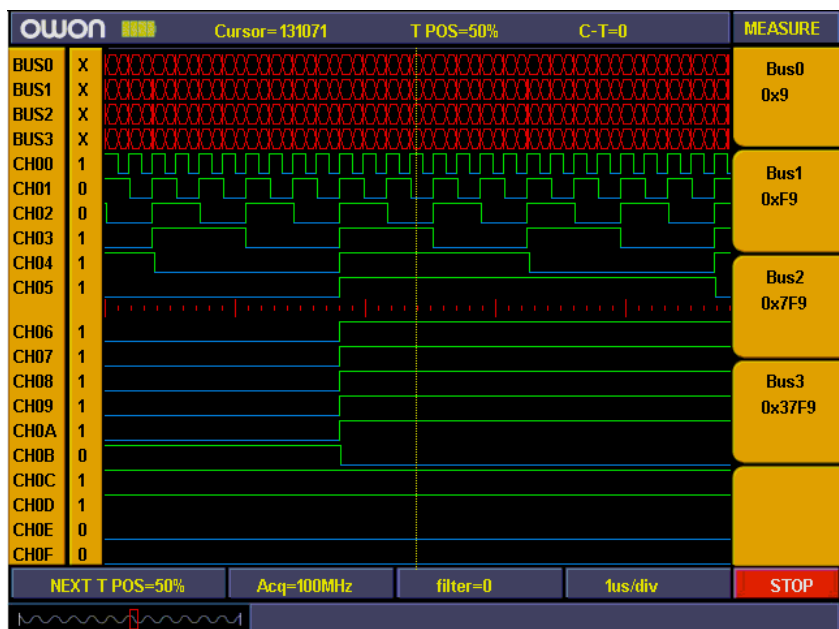 OWON Cursor=131071 T POS=50% C-T=0 MEASURE
BUS0 X
BUS1 X
BUS2 X
BUS3 X
CH00 1
CH01 0
CH02 0
CH03 1
CH04 1
CH05 1
CH06 1
CH07 1
CH08 1
CH09 1
CH0A 1
CH0B 0
CH0C 1
CH0D 1
CH0E 0
CH0F 0
Bus0
0x9
Bus1
0xF9
Bus2
0x7F9
Bus3
0x37F9
NEXT T POS=50% Acq=100MHz filter=0 1us/div STOP